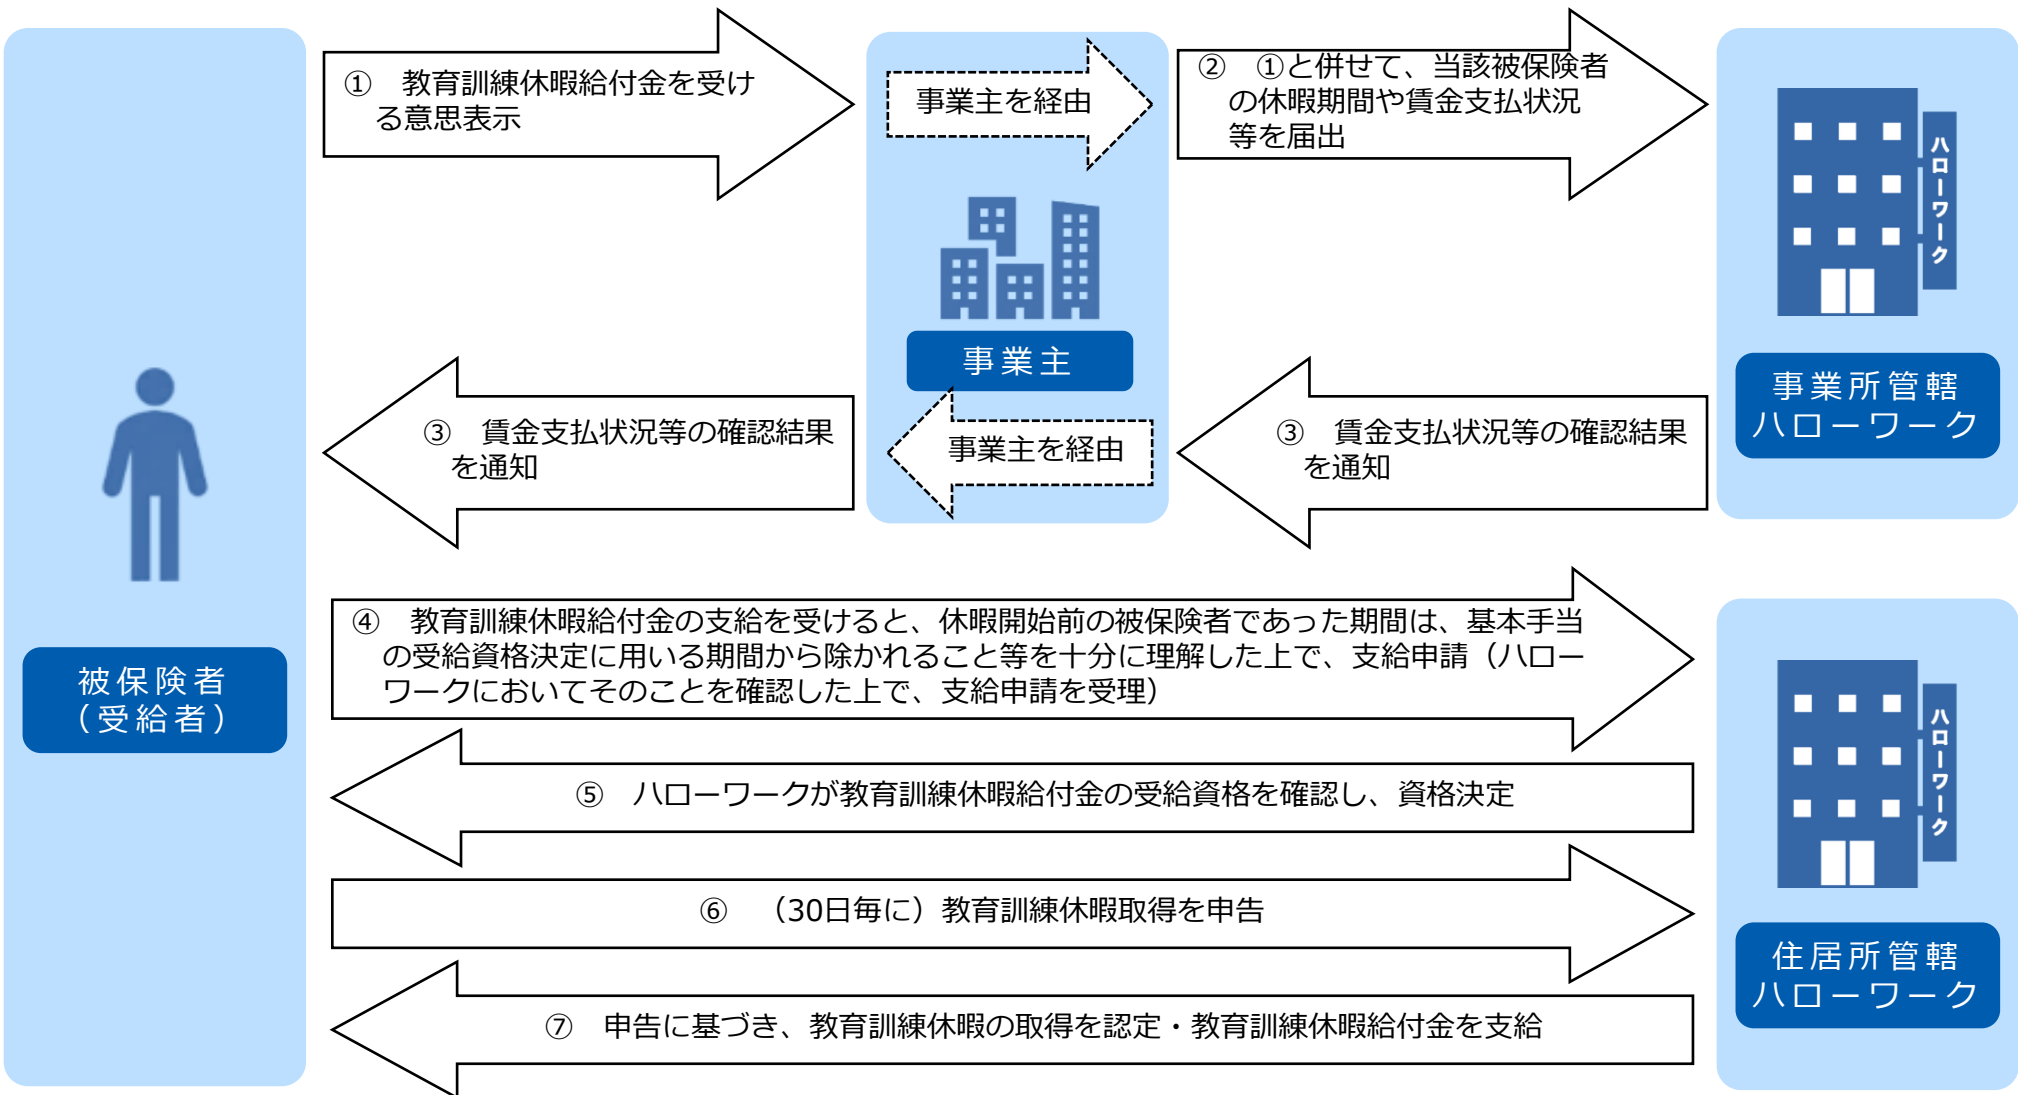 ① 教育訓練休暇給付金を受け
る意思表示
事業主を経由
② ①と併せて、当該被保険者
の休暇期間や賃金支払状況
等を届出
ハローワーク
事業主
事業所管轄
ハローワーク
③ 賃金支払状況等の確認結果
を通知
事業主を経由
③ 賃金支払状況等の確認結果
を通知
被保険者
（受給者）
④ 教育訓練休暇給付金の支給を受けると、休暇開始前の被保険者であった期間は、基本手当
の受給資格決定に用いる期間から除かれること等を十分に理解した上で、支給申請（ハロー
ワークにおいてそのことを確認した上で、支給申請を受理）
⑤ ハローワークが教育訓練休暇給付金の受給資格を確認し、資格決定
⑥ （30日毎に）教育訓練休暇取得を申告
⑦ 申告に基づき、教育訓練休暇の取得を認定・教育訓練休暇給付金を支給
ハローワーク
住居所管轄
ハローワーク